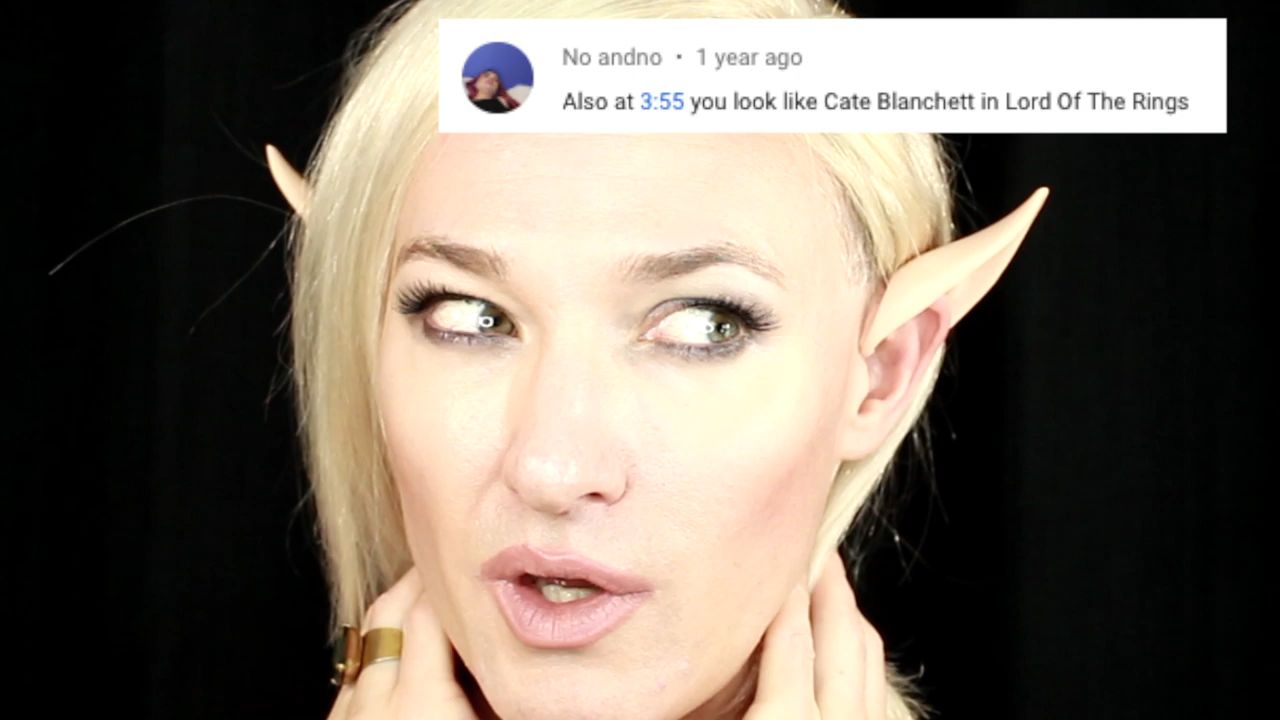 No andno • 1 year ago
Also at 3:55 you look like Cate Blanchett in Lord Of The Rings